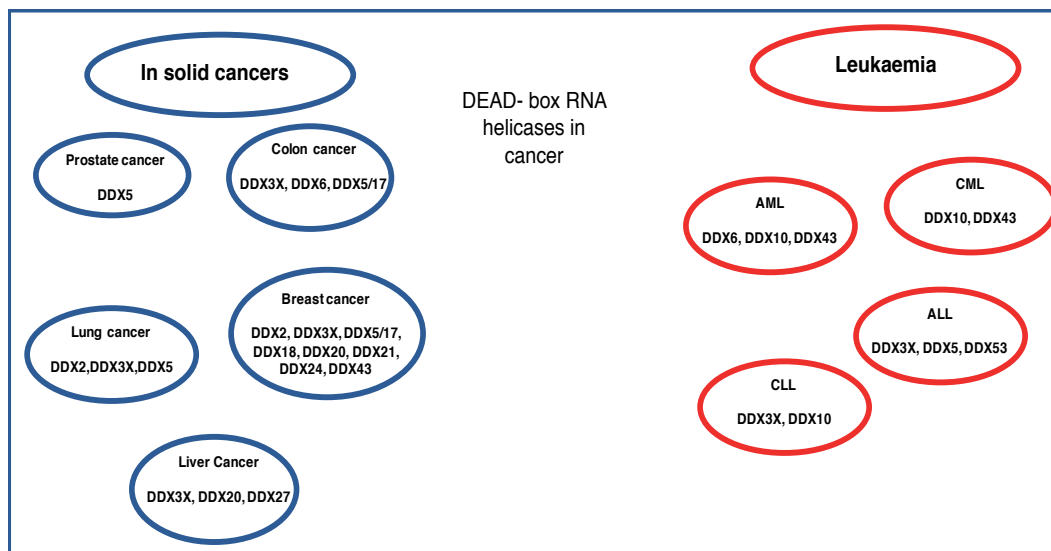 In solid cancers
Leukaemia
DEAD- box RNA
helicases in
cancer
Prostate cancer
DDX5
Colon cancer
DDX3X, DDX6, DDX5/17
AML
DDX6, DDX10, DDX43
CML
DDX10, DDX43
Lung cancer
DDX2,DDX3X,DDX5
Breast cancer
DDX2, DDX3X, DDX5/17,
DDX18, DDX20, DDX21,
DDX24, DDX43
ALL
DDX3X, DDX5, DDX53
CLL
DDX3X, DDX10
Liver Cancer
DDX3X, DDX20, DDX27